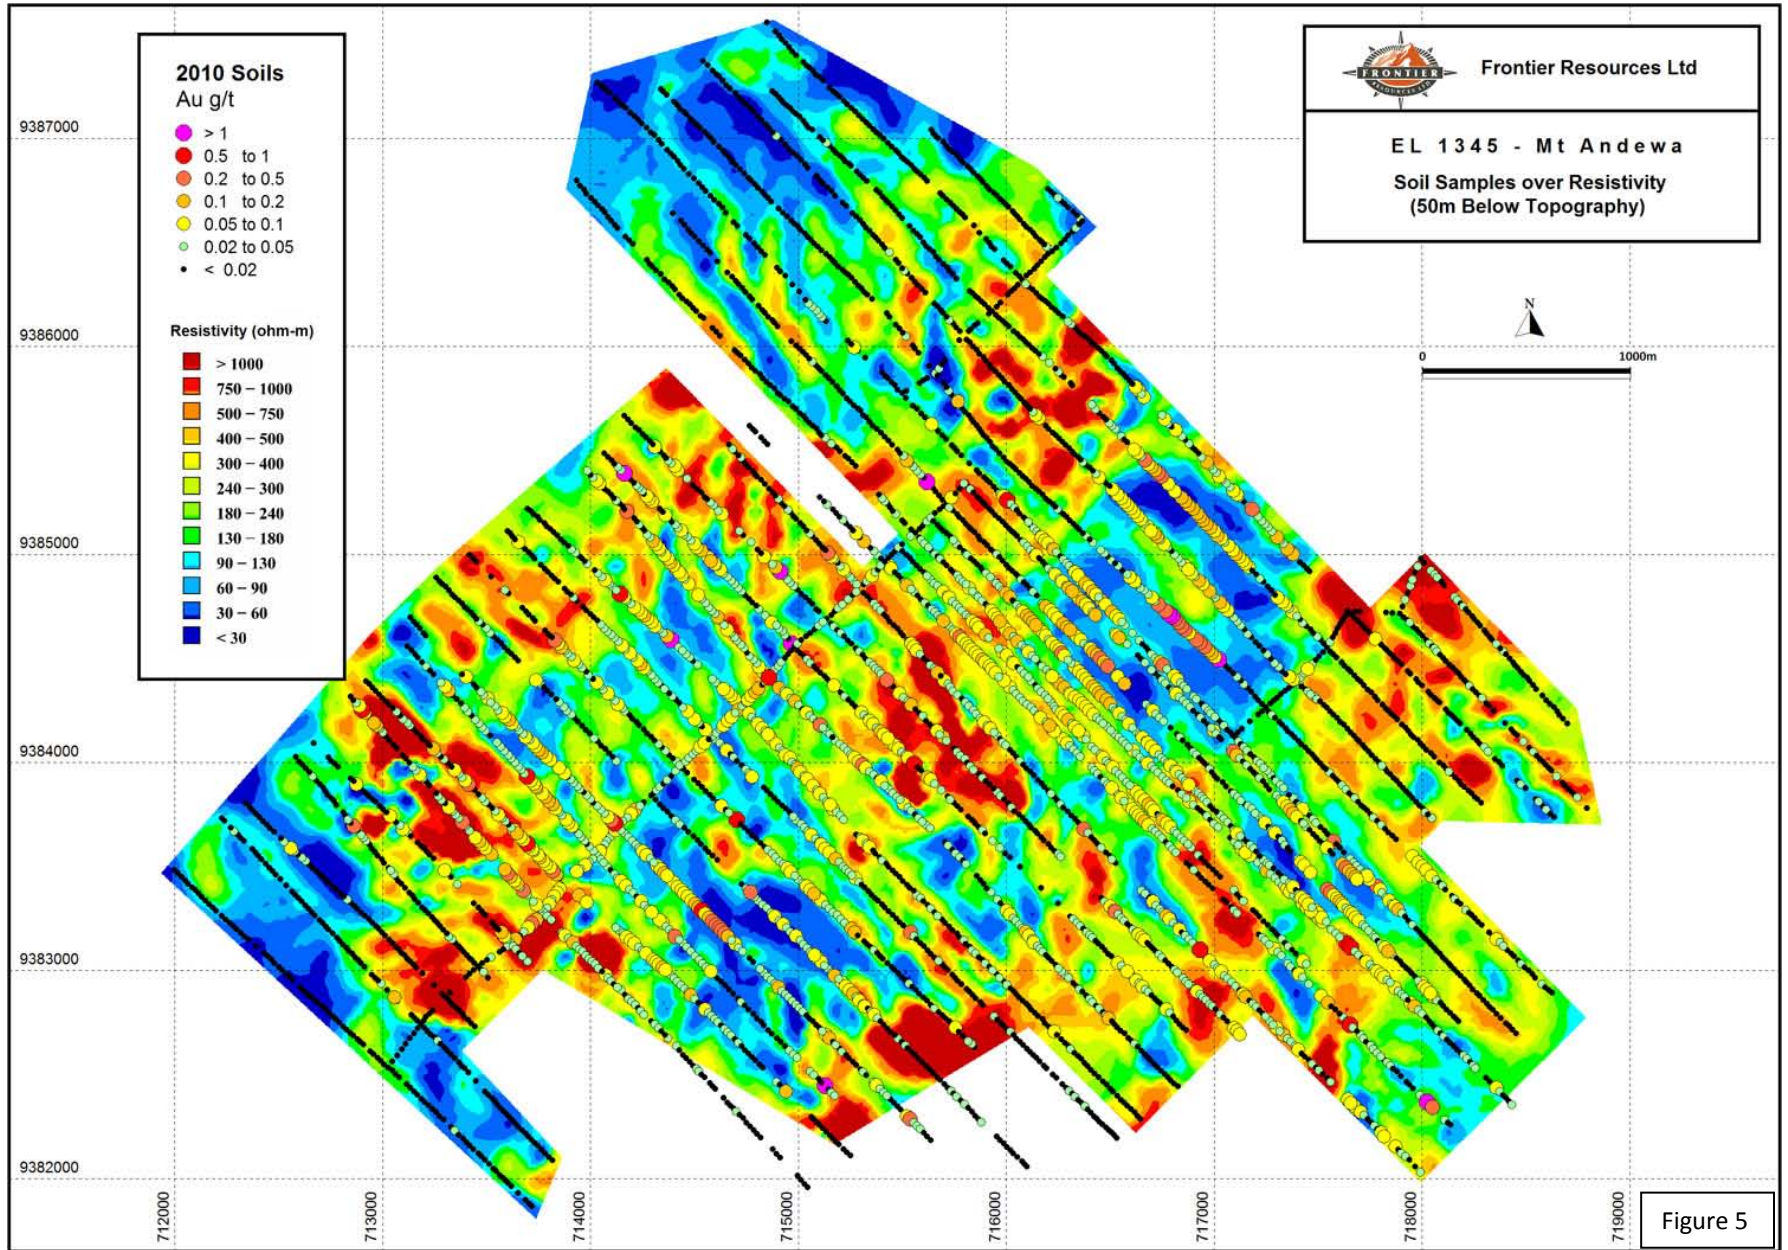 2010 Soils
Au g/t
> 1
0.5 to 1
0.2 to 0.5
0.1 to 0.2
0.05 to 0.1
0.02 to 0.05
< 0.02
Resistivity (ohm-m)
> 1000
750 – 1000
500 – 750
400 – 500
300 – 400
240 – 300
180 – 240
130 – 180
90 – 130
60 – 90
30 – 60
< 30
FRONTIER
RESOURCES LTD
Frontier Resources Ltd
EL 1345 - Mt Andewa
Soil Samples over Resistivity
(50m Below Topography)
N
0 1000m
9387000
9386000
9385000
9384000
9383000
9382000
712000
713000
714000
715000
716000
717000
718000
719000
Figure 5